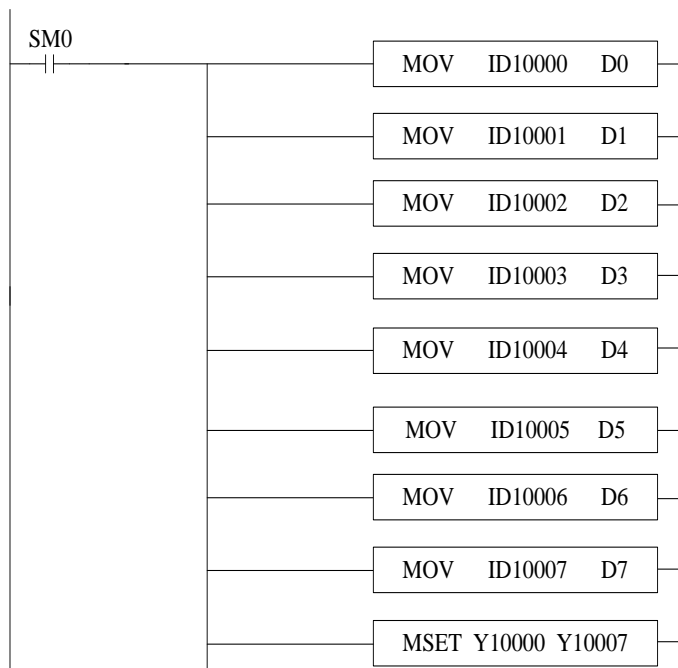 SM0
MOV ID10000 D0
MOV ID10001 D1
MOV ID10002 D2
MOV ID10003 D3
MOV ID10004 D4
MOV ID10005 D5
MOV ID10006 D6
MOV ID10007 D7
MSET Y10000 Y10007